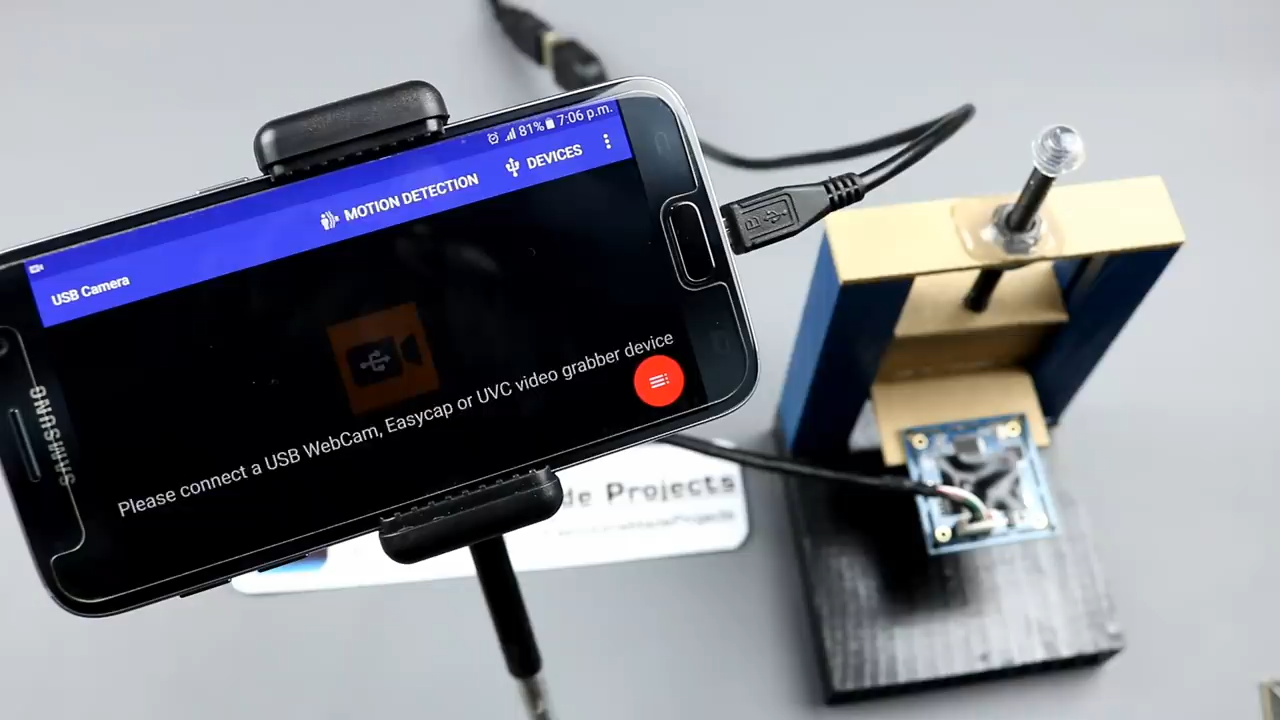 81% 7:06 p.m.
MOTION DETECTION
DEVICES
USB Camera
Please connect a USB WebCam, Easycap or UVC video grabber device
SAMSUNG
B
de Projects